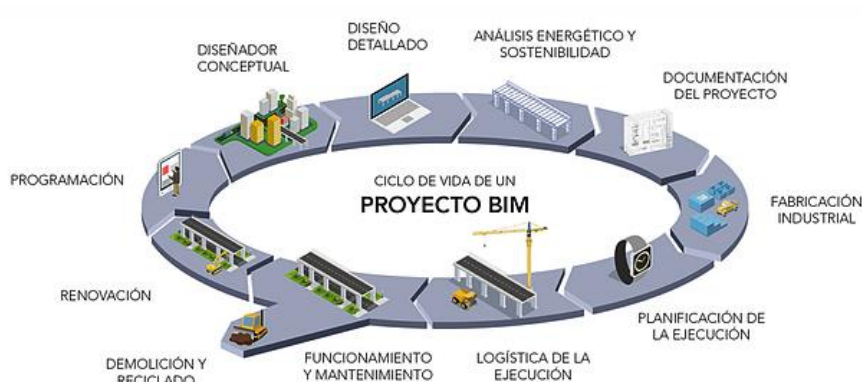 DISEÑO
DETALLADO
ANÁLISIS ENERGÉTICO Y
SOSTENIBILIDAD
DISEÑADOR
CONCEPTUAL
DOCUMENTACIÓN
DEL PROYECTO
PROGRAMACIÓN
CICLO DE VIDA DE UN
PROYECTO BIM
FABRICACIÓN
INDUSTRIAL
RENOVACIÓN
PLANIFICACIÓN DE
LA EJECUCIÓN
DEMOLICIÓN Y
RECICLADO
FUNCIONAMIENTO
Y MANTENIMIENTO
LOGÍSTICA DE LA
EJECUCIÓN